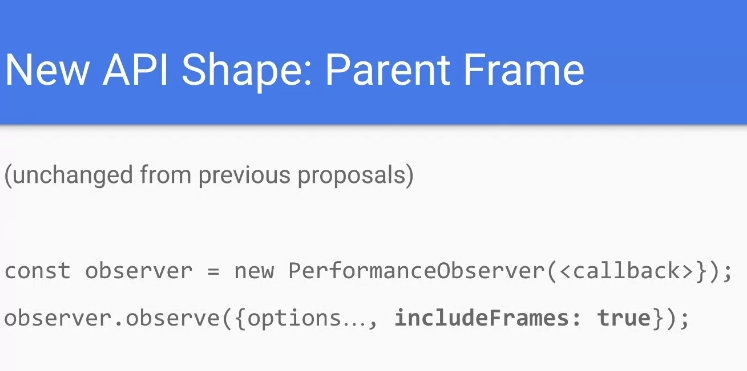 New API Shape: Parent Frame
(unchanged from previous proposals)
const observer = new PerformanceObserver(<callback>});
observer.observe({options…, includeFrames: true});